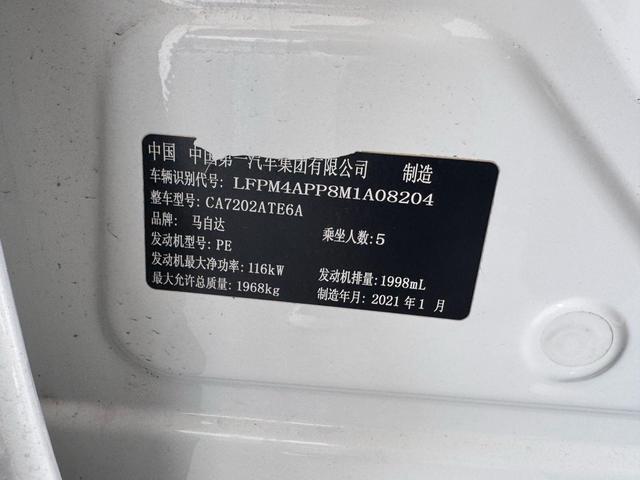 中国 中国第一汽车集团有限公司 制造
车辆识别代号: LFPM4APP8M1A08204
整车型号: CA7202ATE6A
品牌: 马自达 乘坐人数: 5
发动机型号: PE
发动机最大净功率: 116kW 发动机排量: 1998mL
最大允许总质量: 1968kg 制造年月: 2021 年 1 月